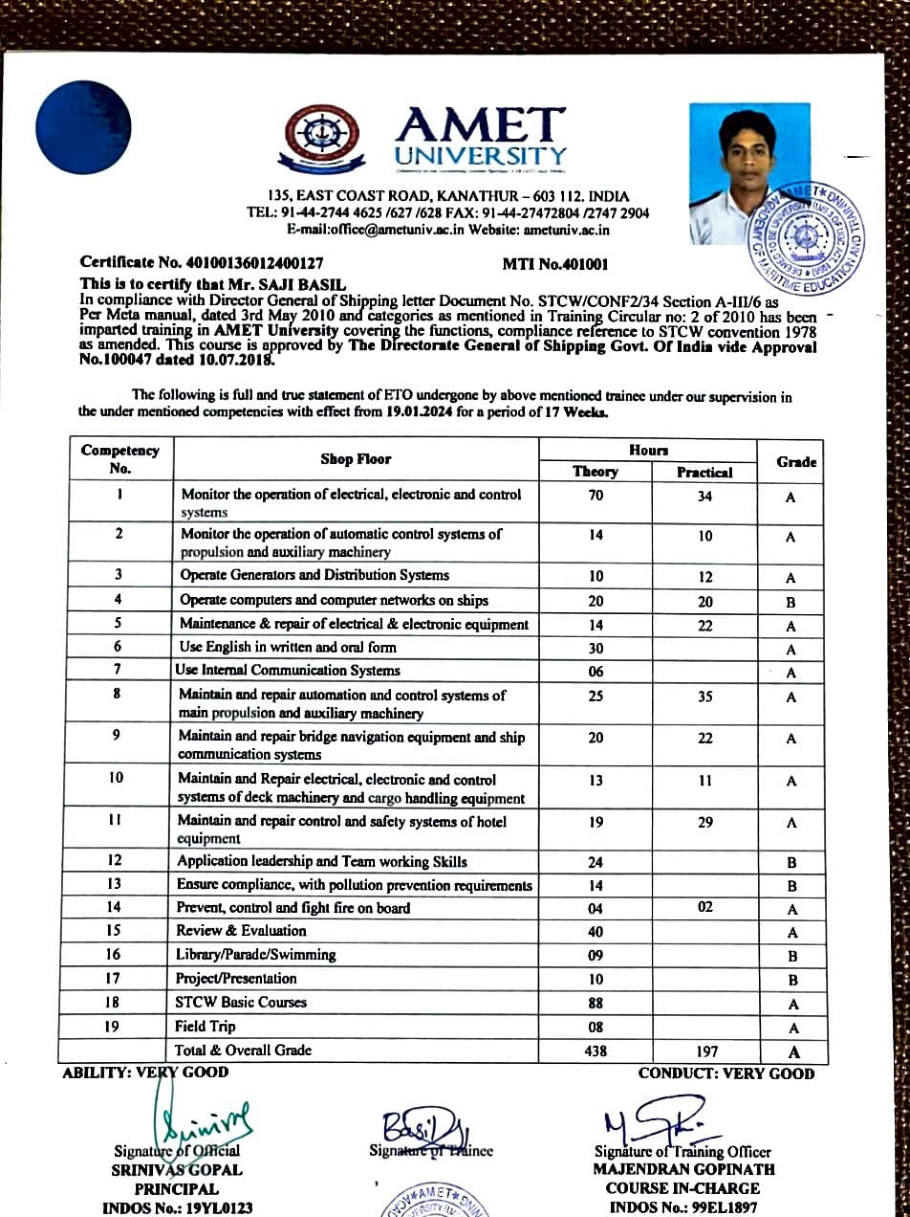 AMET
UNIVERSITY
135, EAST COAST ROAD, KANATHUR – 603 112. INDIA
TEL: 91-44-2744 4625 /627 /628 FAX: 91-44-27472804 /2747 2904
E-mail:office@ametuniv.ac.in Website: ametuniv.ac.in
Certificate No. 40100136012400127 MTI No.401001
This is to certify that Mr. SAJI BASIL
In compliance with Director General of Shipping letter Document No. STCW/CONF2/34 Section A-III/6 as
Per Meta manual, dated 3rd May 2010 and categories as mentioned in Training Circular no: 2 of 2010 has been
imparted training in AMET University covering the functions, compliance reference to STCW convention 1978
as amended. This course is approved by The Directorate General of Shipping Govt. Of India vide Approval
No.100047 dated 10.07.2018.
The following is full and true statement of ETO undergone by above mentioned trainee under our supervision in
the under mentioned competencies with effect from 19.01.2024 for a period of 17 Weeks.
Competency No. Shop Floor Hours Grade
Theory Practical
1 Monitor the operation of electrical, electronic and control 70 34 A
systems
2 Monitor the operation of automatic control systems of 14 10 A
propulsion and auxiliary machinery
3 Operate Generators and Distribution Systems 10 12 A
4 Operate computers and computer networks on ships 20 20 B
5 Maintenance & repair of electrical & electronic equipment 14 22 A
6 Use English in written and oral form 30 A
7 Use Internal Communication Systems 06 A
8 Maintain and repair automation and control systems of 25 35 A
main propulsion and auxiliary machinery
9 Maintain and repair bridge navigation equipment and ship 20 22 A
communication systems
10 Maintain and Repair electrical, electronic and control 13 11 A
systems of deck machinery and cargo handling equipment
11 Maintain and repair control and safety systems of hotel 19 29 A
equipment
12 Application leadership and Team working Skills 24 B
13 Ensure compliance, with pollution prevention requirements 14 B
14 Prevent, control and fight fire on board 04 02 A
15 Review & Evaluation 40 A
16 Library/Parade/Swimming 09 B
17 Project/Presentation 10 B
18 STCW Basic Courses 88 A
19 Field Trip 08 A
Total & Overall Grade 438 197 A
ABILITY: VERY GOOD CONDUCT: VERY GOOD
Srinivas Basil
Signature of Official Signature of Trainee Signature of Training Officer
SRINIVAS GOPAL MAJENDRAN GOPINATH
PRINCIPAL COURSE IN-CHARGE
INDOS No.: 19YL0123 INDOS No.: 99EL1897